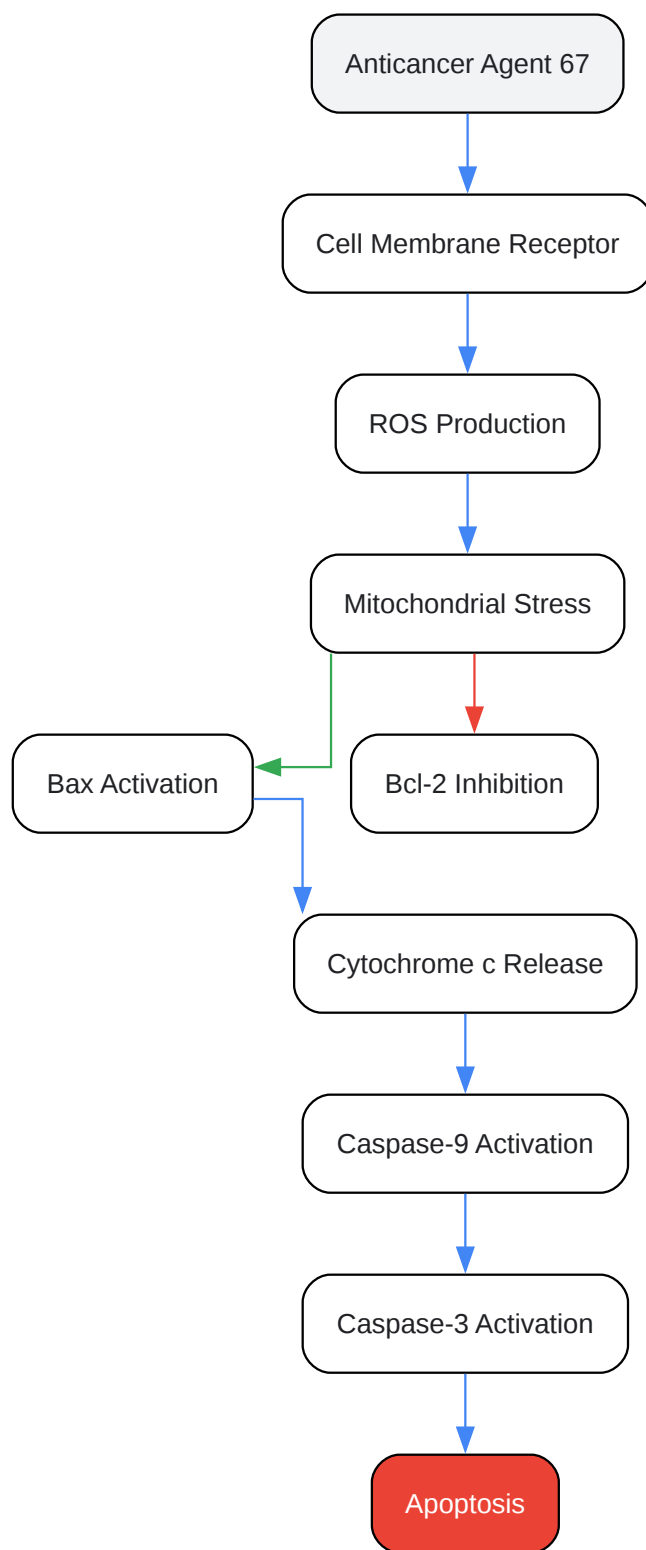 Anticancer Agent 67
Cell Membrane Receptor
ROS Production
Mitochondrial Stress
Bax Activation
Bcl-2 Inhibition
Cytochrome c Release
Caspase-9 Activation
Caspase-3 Activation
Apoptosis